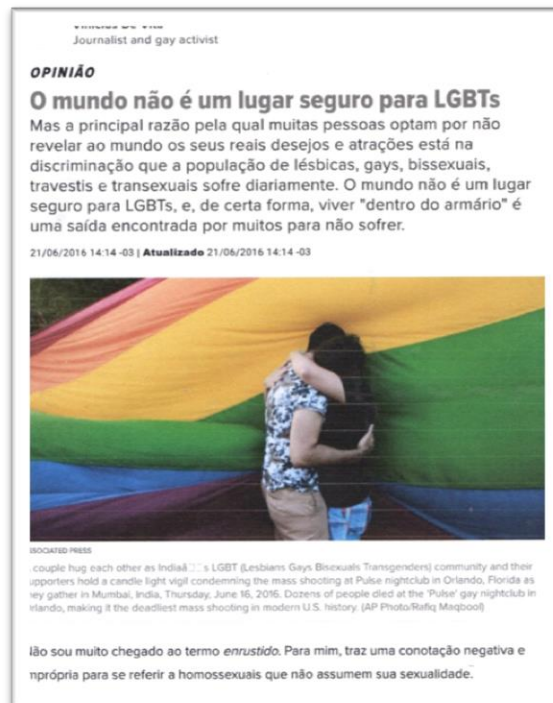 Journalist and gay activist
OPINIÃO
O mundo não é um lugar seguro para LGBTs
Mas a principal razão pela qual muitas pessoas optam por não
revelar ao mundo os seus reais desejos e atrações está na
discriminação que a população de lésbicas, gays, bissexuais,
travestis e transexuais sofre diariamente. O mundo não é um lugar
seguro para LGBTs, e, de certa forma, viver "dentro do armário" é
uma saída encontrada por muitos para não sofrer.
21/06/2016 14:14 -03 | Atualizado 21/06/2016 14:14 -03
SSOCIATED PRESS
couple hug each other as Indiaâ s LGBT (Lesbians Gays Bisexuals Transgenders) community and their
upporters hold a candle light vigil condemning the mass shooting at Pulse nightclub in Orlando, Florida as
hey gather in Mumbai, India, Thursday, June 16, 2016. Dozens of people died at the 'Pulse' gay nightclub in
rlando, making it the deadliest mass shooting in modern U.S. history. (AP Photo/Rafiq Maqbool)
ão sou muito chegado ao termo enrustido. Para mim, traz uma conotação negativa e
mprópria para se referir a homossexuais que não assumem sua sexualidade.